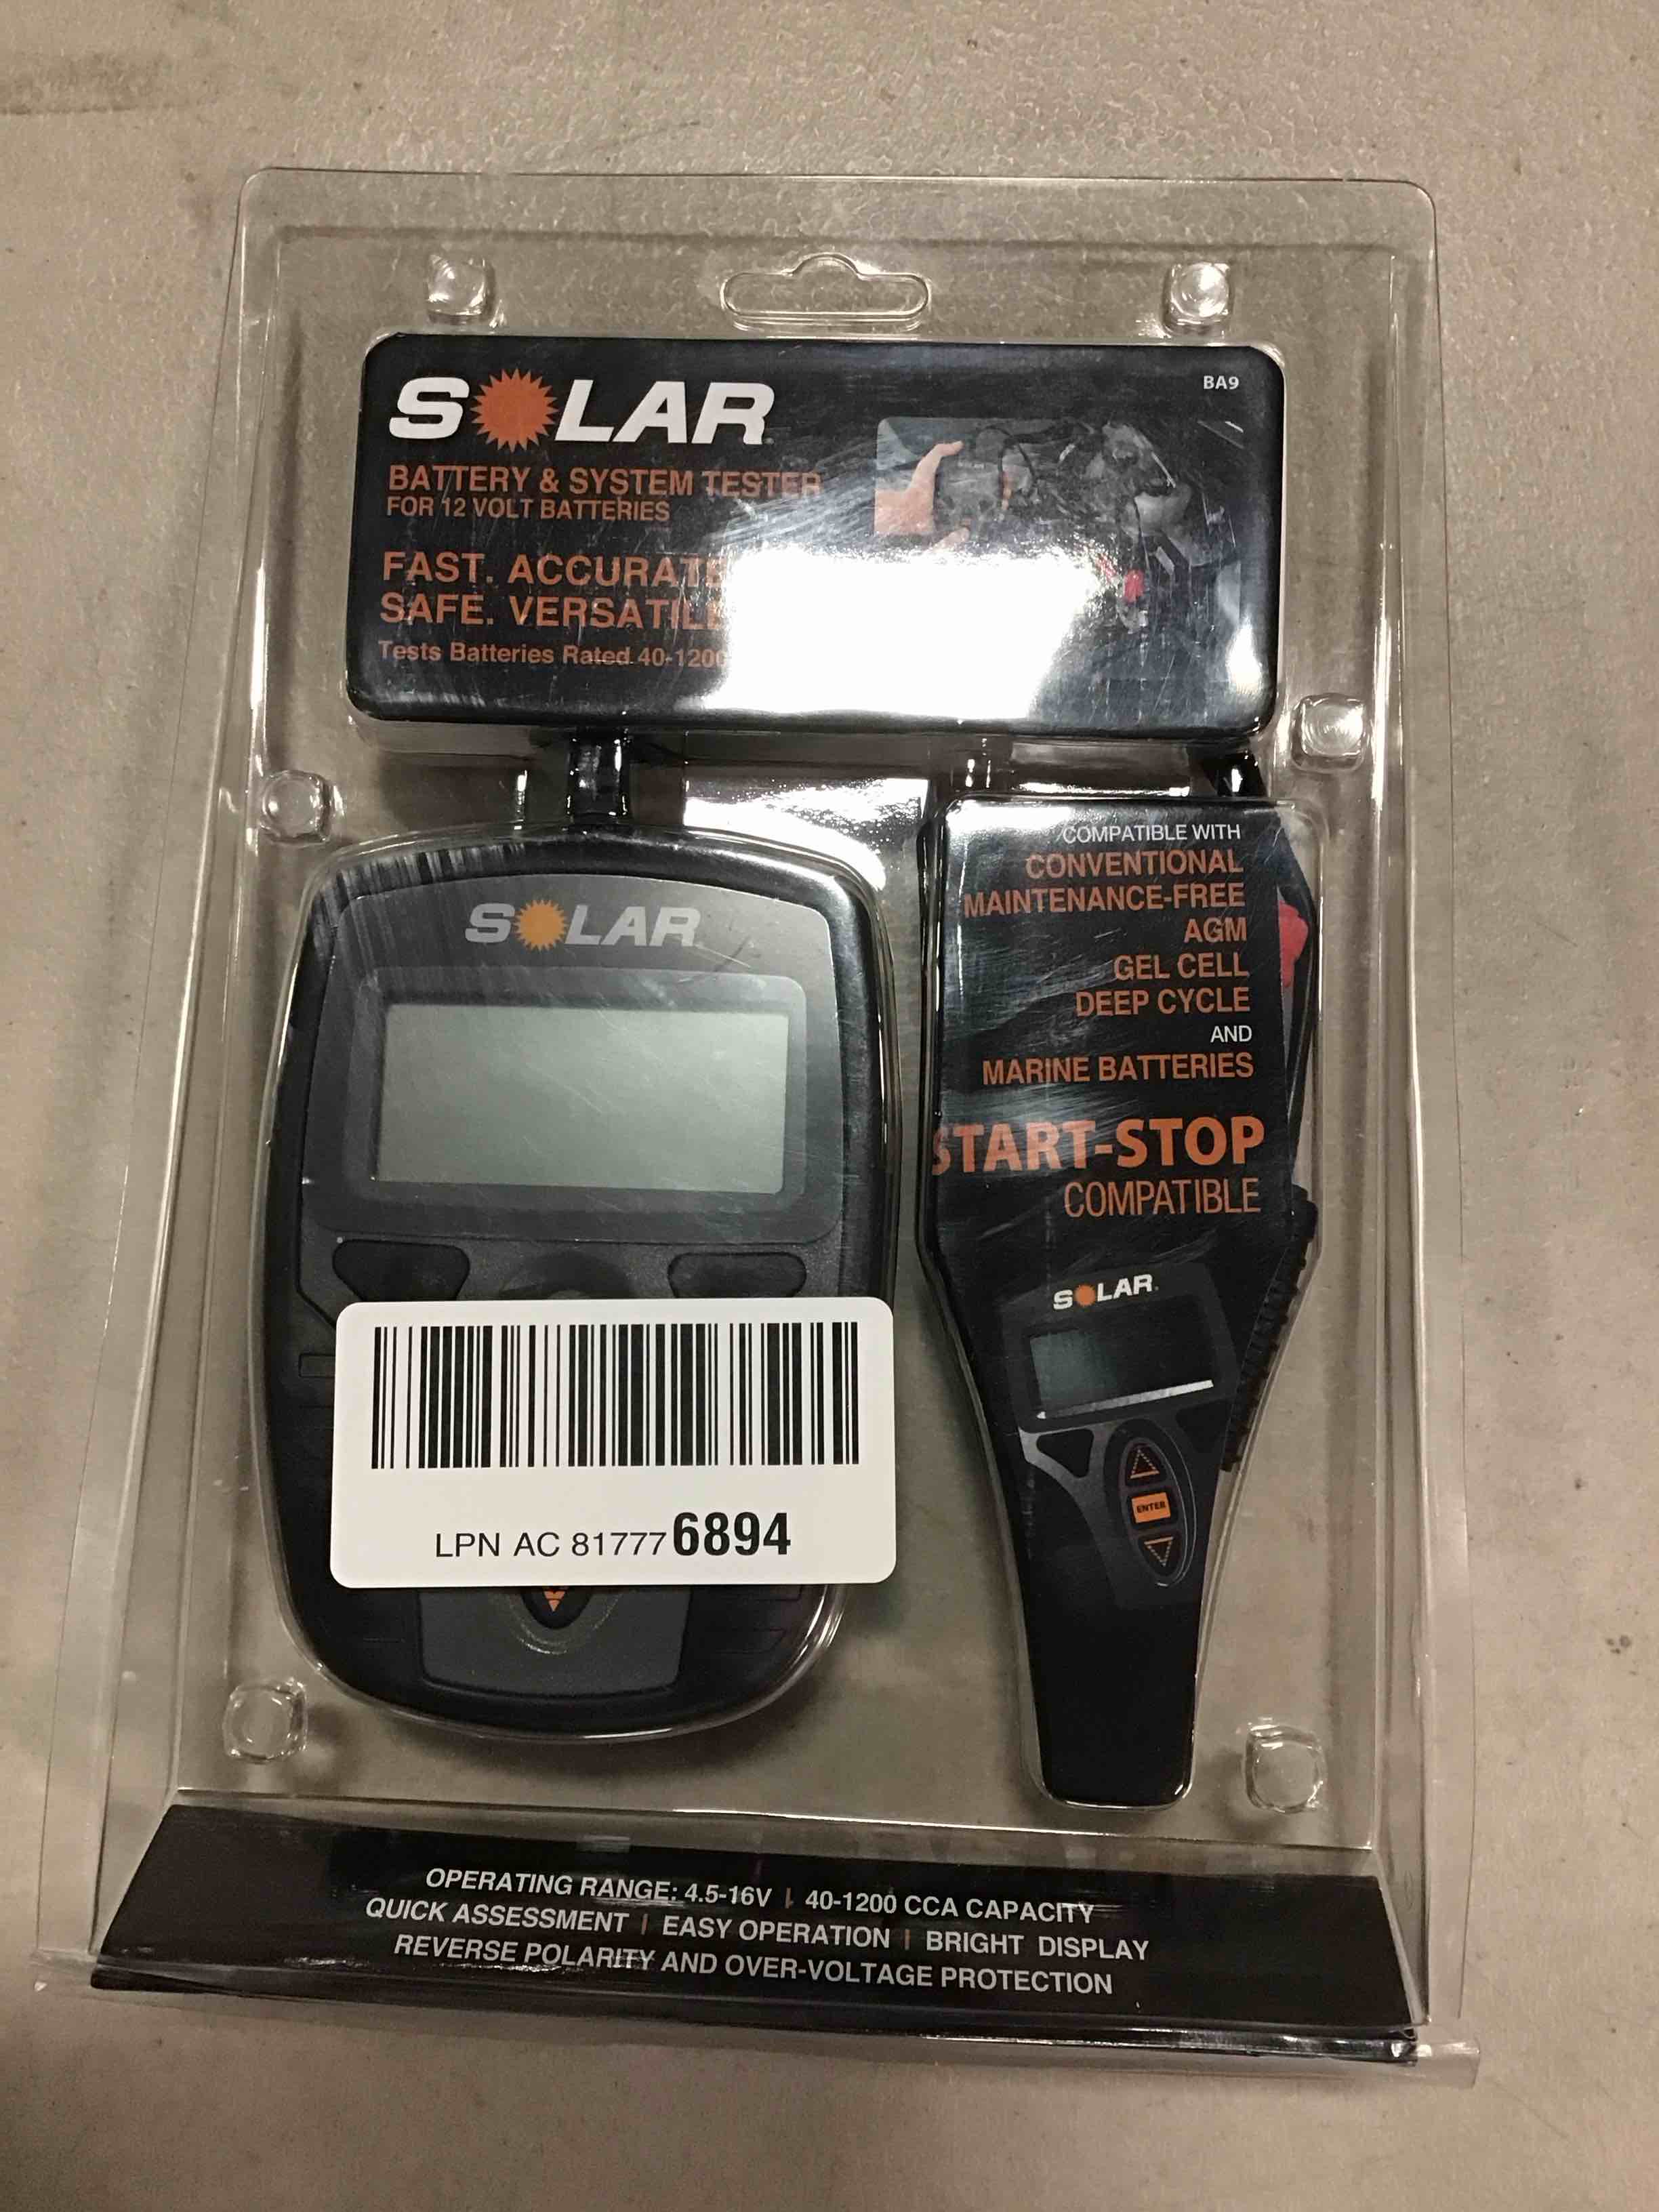 SOLAR
BA9
BATTERY & SYSTEM TESTER
FOR 12 VOLT BATTERIES
FAST. ACCURATE
SAFE. VERSATILE
Tests Batteries Rated 40-1200
SOLAR
COMPATIBLE WITH
CONVENTIONAL
MAINTENANCE-FREE
AGM
GEL CELL
DEEP CYCLE
AND
MARINE BATTERIES
START-STOP
COMPATIBLE
SOLAR
ENTER
LPN AC 817776894
OPERATING RANGE: 4.5-16V | 40-1200 CCA CAPACITY
QUICK ASSESSMENT | EASY OPERATION | BRIGHT DISPLAY
REVERSE POLARITY AND OVER-VOLTAGE PROTECTION